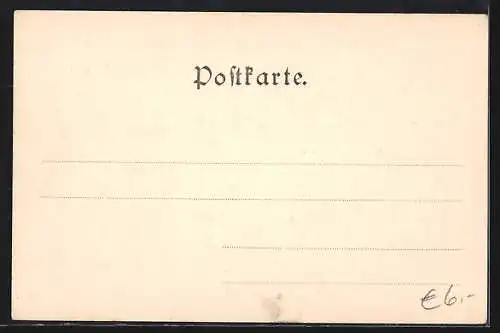 Postkarte.
€6,-